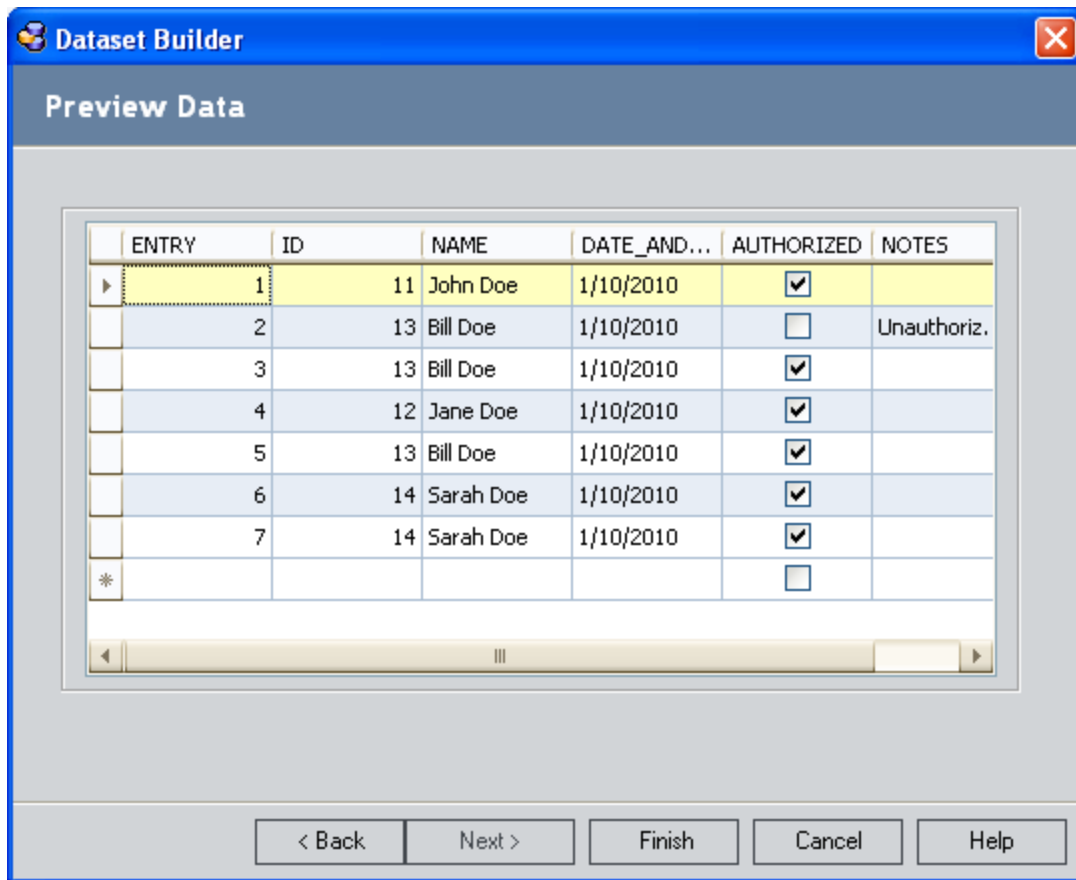 Dataset Builder
Preview Data
ENTRY ID NAME DATE_AND... AUTHORIZED NOTES
1 11 John Doe 1/10/2010
2 13 Bill Doe 1/10/2010 Unauthoriz.
3 13 Bill Doe 1/10/2010
4 12 Jane Doe 1/10/2010
5 13 Bill Doe 1/10/2010
6 14 Sarah Doe 1/10/2010
7 14 Sarah Doe 1/10/2010
< Back Next > Finish Cancel Help